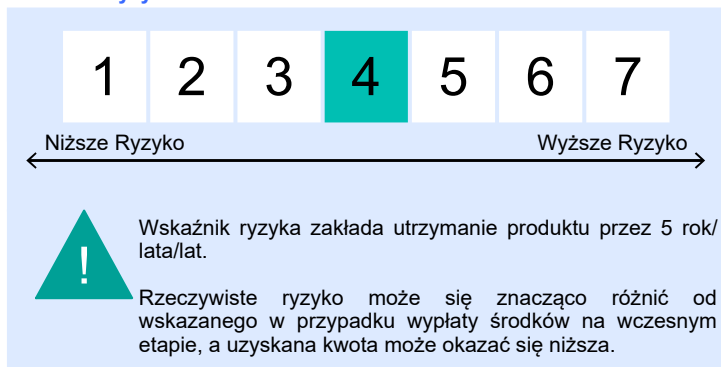 1 2 3 4 5 6 7
Niższe Ryzyko Wyższe Ryzyko
!
Wskaźnik ryzyka zakłada utrzymanie produktu przez 5 rok/
lata/lat.
Rzeczywiste ryzyko może się znacząco różnić od
wskazanego w przypadku wypłaty środków na wczesnym
etapie, a uzyskana kwota może okazać się niższa.